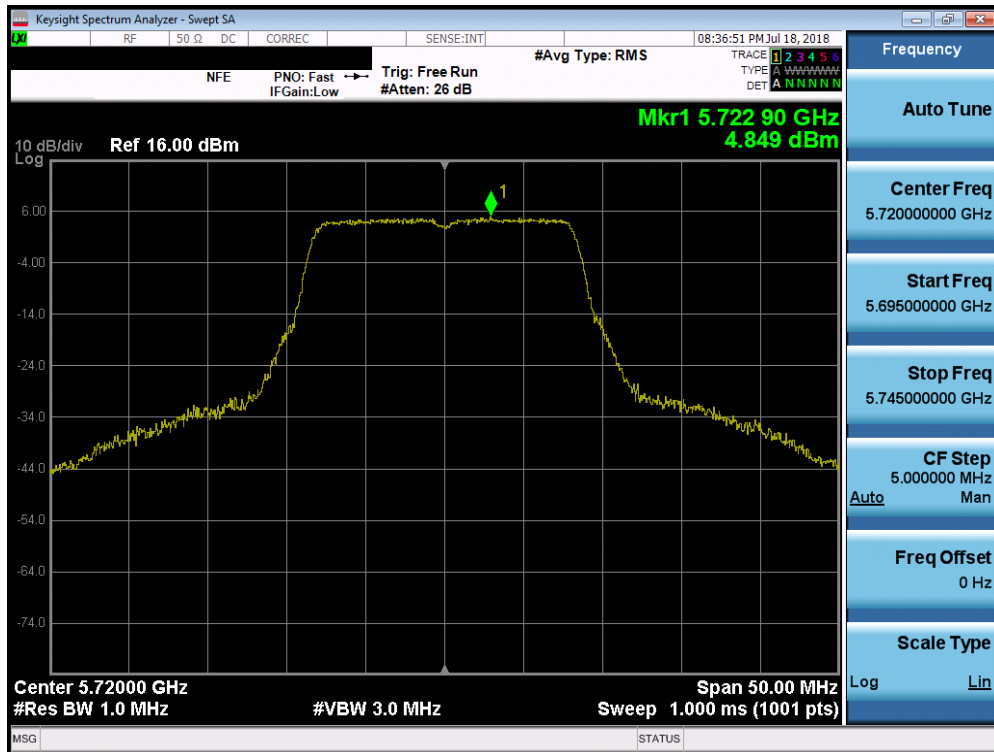 Keysight Spectrum Analyzer - Swept SA
LXI RF 50 Ω DC CORREC SENSE:INT 08:36:51 PM Jul 18, 2018
#Avg Type: RMS
TRACE 1 2 3 4 5 6
TYPE A WWWWWW
DET A N N N N N
NFE
PNO: Fast
IFGain:Low
Trig: Free Run
#Atten: 26 dB
Mkr1 5.722 90 GHz
4.849 dBm
10 dB/div
Log
Ref 16.00 dBm
1
6.00
-4.00
-14.0
-24.0
-34.0
-44.0
-54.0
-64.0
-74.0
Center 5.72000 GHz
Span 50.00 MHz
#Res BW 1.0 MHz
#VBW 3.0 MHz
Sweep 1.000 ms (1001 pts)
MSG
STATUS
Frequency
Auto Tune
Center Freq
5.720000000 GHz
Start Freq
5.695000000 GHz
Stop Freq
5.745000000 GHz
CF Step
5.000000 MHz
Auto Man
Freq Offset
0 Hz
Scale Type
Log Lin